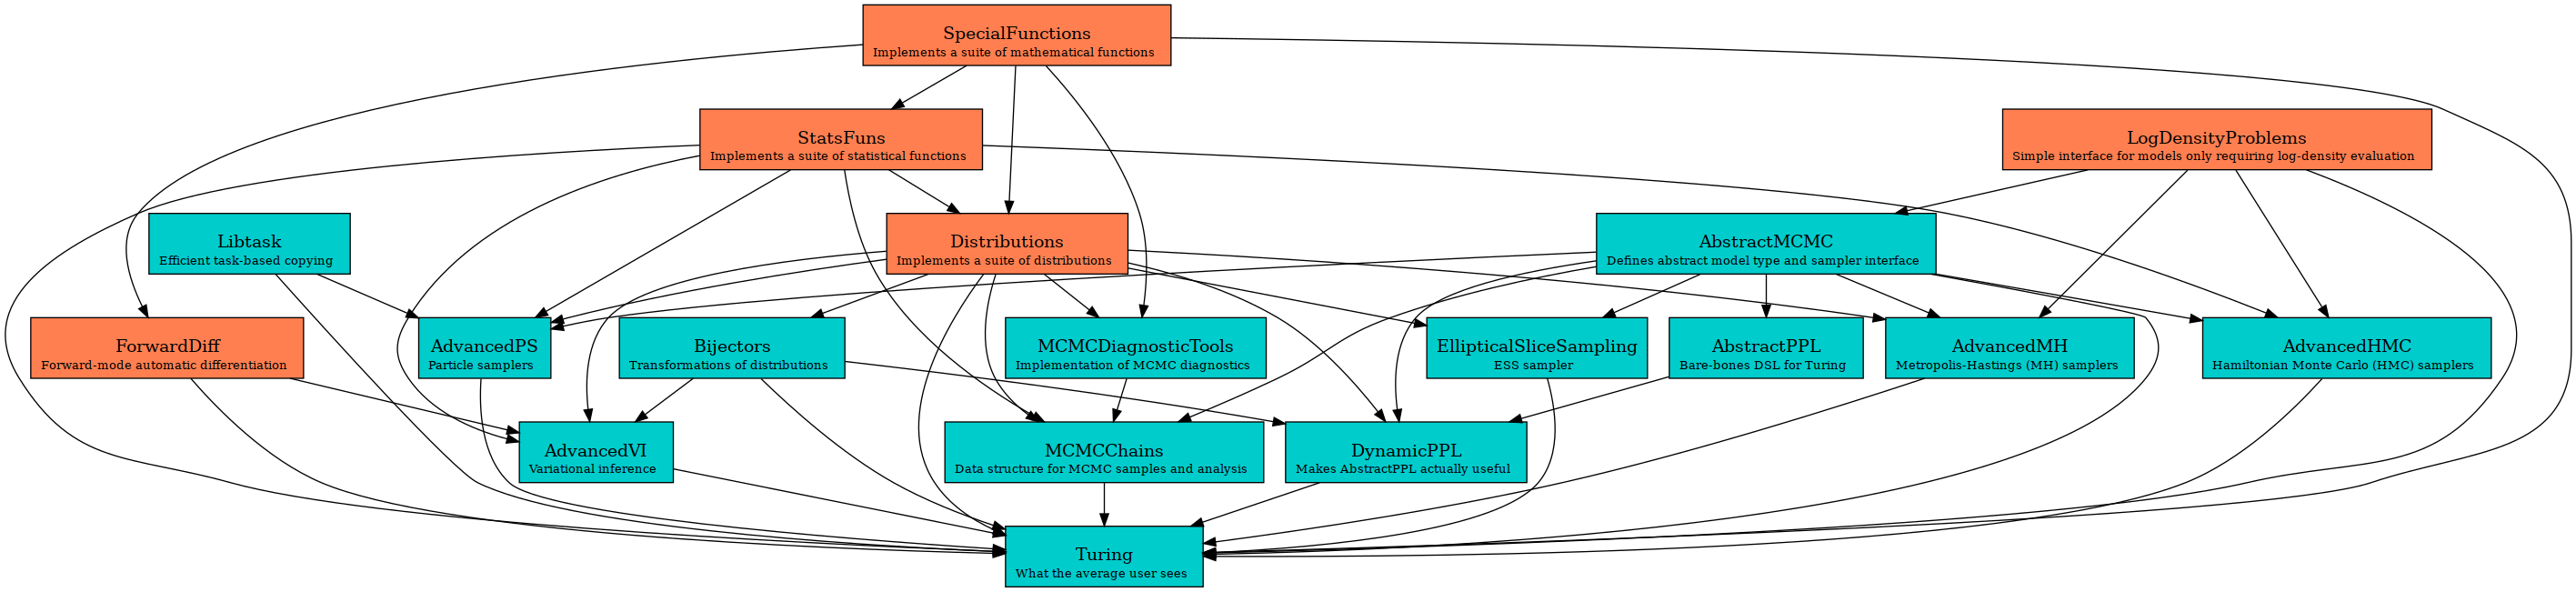 SpecialFunctions
Implements a suite of mathematical functions
StatsFuns
Implements a suite of statistical functions
LogDensityProblems
Simple interface for models only requiring log-density evaluation
Libtask
Efficient task-based copying
Distributions
Implements a suite of distributions
AbstractMCMC
Defines abstract model type and sampler interface
ForwardDiff
Forward-mode automatic differentiation
AdvancedPS
Particle samplers
Bijectors
Transformations of distributions
MCMCDiagnosticTools
Implementation of MCMC diagnostics
EllipticalSliceSampling
ESS sampler
AbstractPPL
Bare-bones DSL for Turing
AdvancedMH
Metropolis-Hastings (MH) samplers
AdvancedHMC
Hamiltonian Monte Carlo (HMC) samplers
AdvancedVI
Variational inference
MCMCChains
Data structure for MCMC samples and analysis
DynamicPPL
Makes AbstractPPL actually useful
Turing
What the average user sees